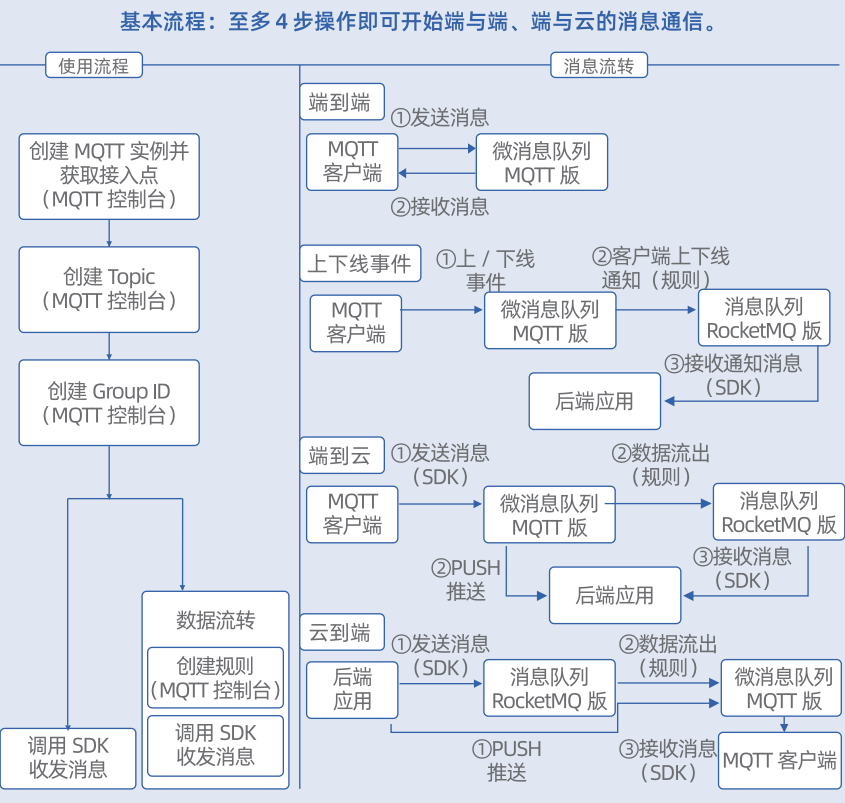 基本流程：至多 4 步操作即可开始端与端、端与云的消息通信。
使用流程
创建 MQTT 实例并
获取接入点
（MQTT 控制台）
创建 Topic
（MQTT 控制台）
创建 Group ID
（MQTT 控制台）
数据流转
创建规则
（MQTT 控制台）
调用 SDK
收发消息
调用 SDK
收发消息
消息流转
端到端
①发送消息
MQTT
客户端
微消息队列
MQTT 版
②接收消息
上下线事件
①上 / 下线
事件
②客户端上下线
通知（规则）
MQTT
客户端
微消息队列
MQTT 版
消息队列
RocketMQ 版
③接收通知消息
（SDK）
后端应用
端到云
①发送消息
（SDK）
②数据流出
（规则）
MQTT
客户端
微消息队列
MQTT 版
消息队列
RocketMQ 版
②PUSH
推送
③接收消息
（SDK）
后端应用
云到端
①发送消息
（SDK）
②数据流出
（规则）
后端
应用
消息队列
RocketMQ 版
微消息队列
MQTT 版
①PUSH
推送
③接收消息
（SDK）
MQTT 客户端